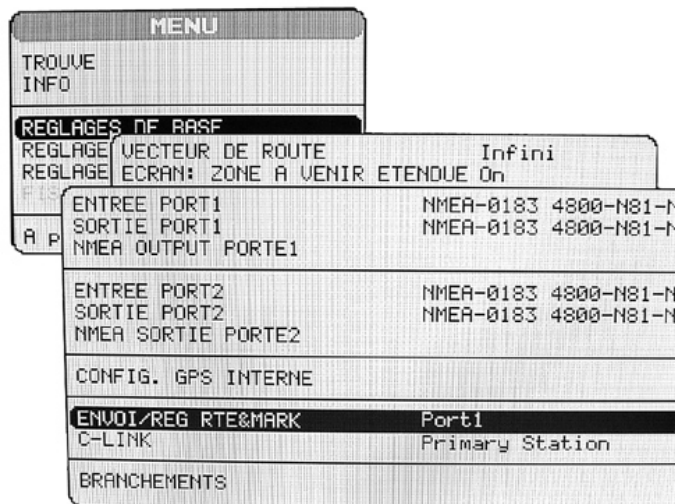 MENU
TROUVE
INFO
REGLAGES DE BASE
REGLAGE
REGLAGE
A P
VECTEUR DE ROUTE Infini
ECRAN: ZONE A VENIR ETENDUE On
ENTREE PORT1 NMEA-0183 4800-N81-N
SORTIE PORT1 NMEA-0183 4800-N81-N
NMEA OUTPUT PORTE1
ENTREE PORT2 NMEA-0183 4800-N81-N
SORTIE PORT2 NMEA-0183 4800-N81-N
NMEA SORTIE PORTE2
CONFIG. GPS INTERNE
ENVOI/REG RTE&MARK Port1
C-LINK Primary Station
BRANCHEMENTS